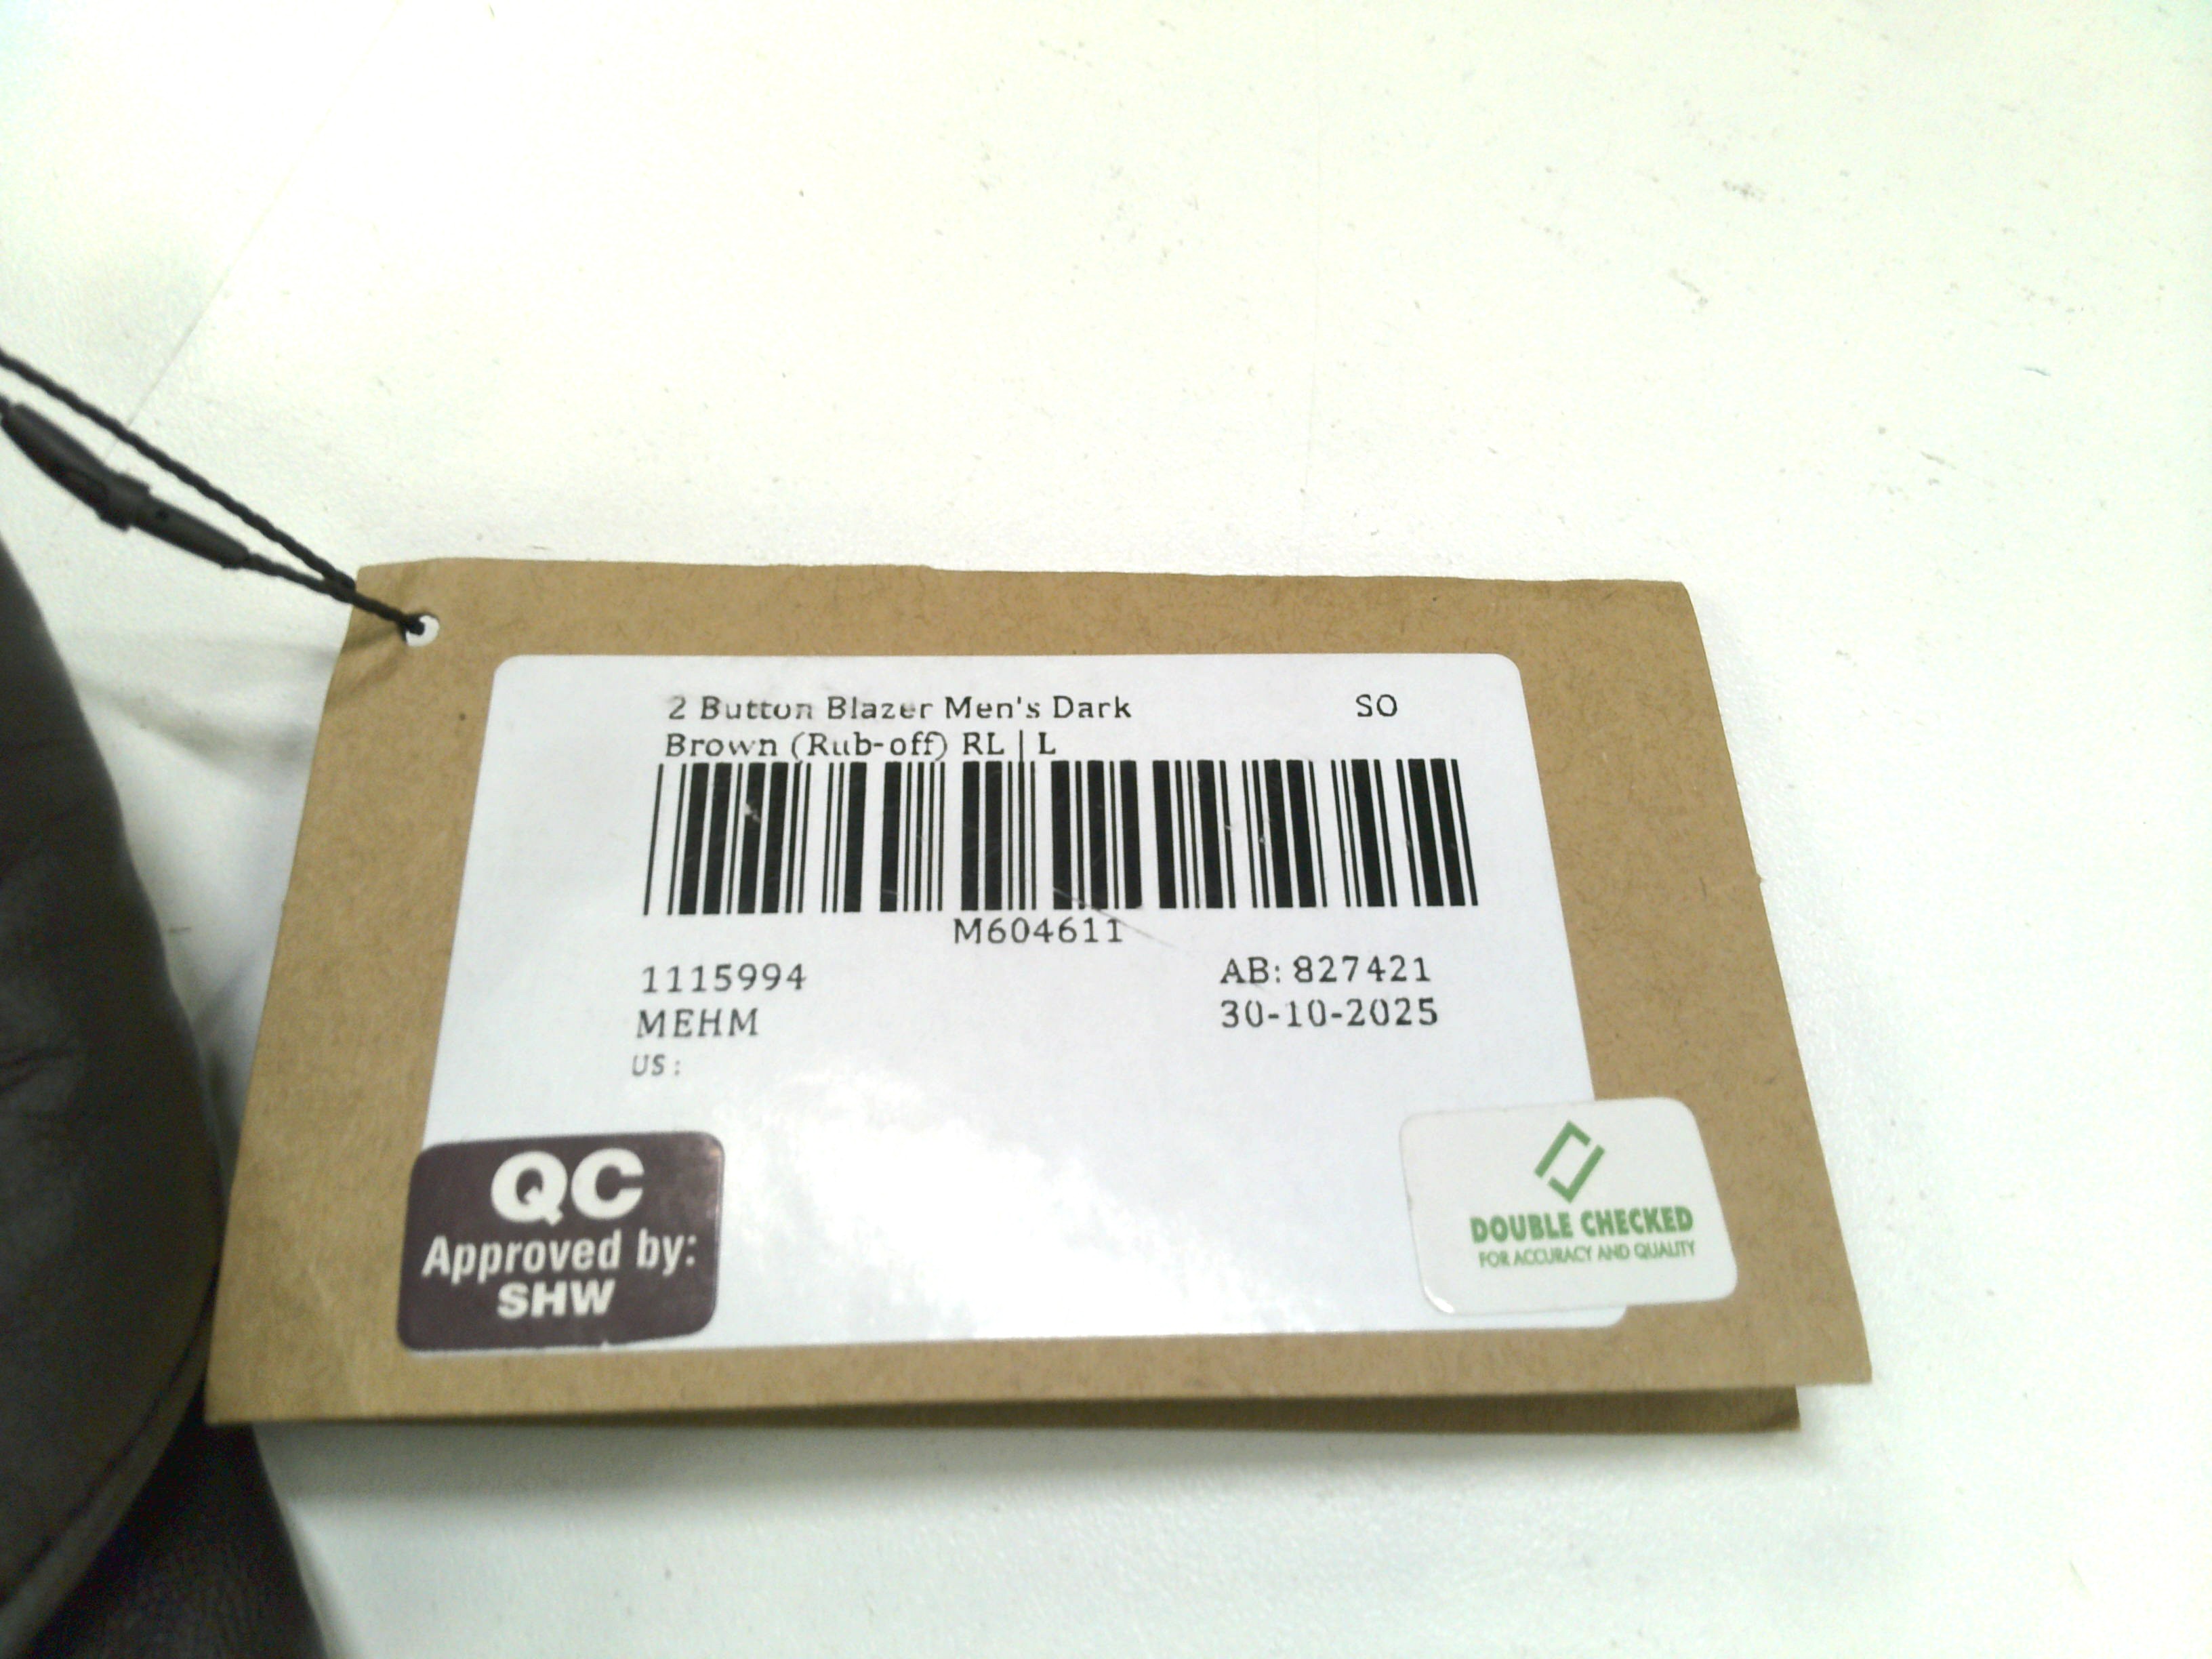 2 Button Blazer Men's Dark SO
Brown (Rub-off) RL | L
M604611
1115994 AB: 827421
MEHM 30-10-2025
US :
QC
Approved by:
SHW
DOUBLE CHECKED
FOR ACCURACY AND QUALITY